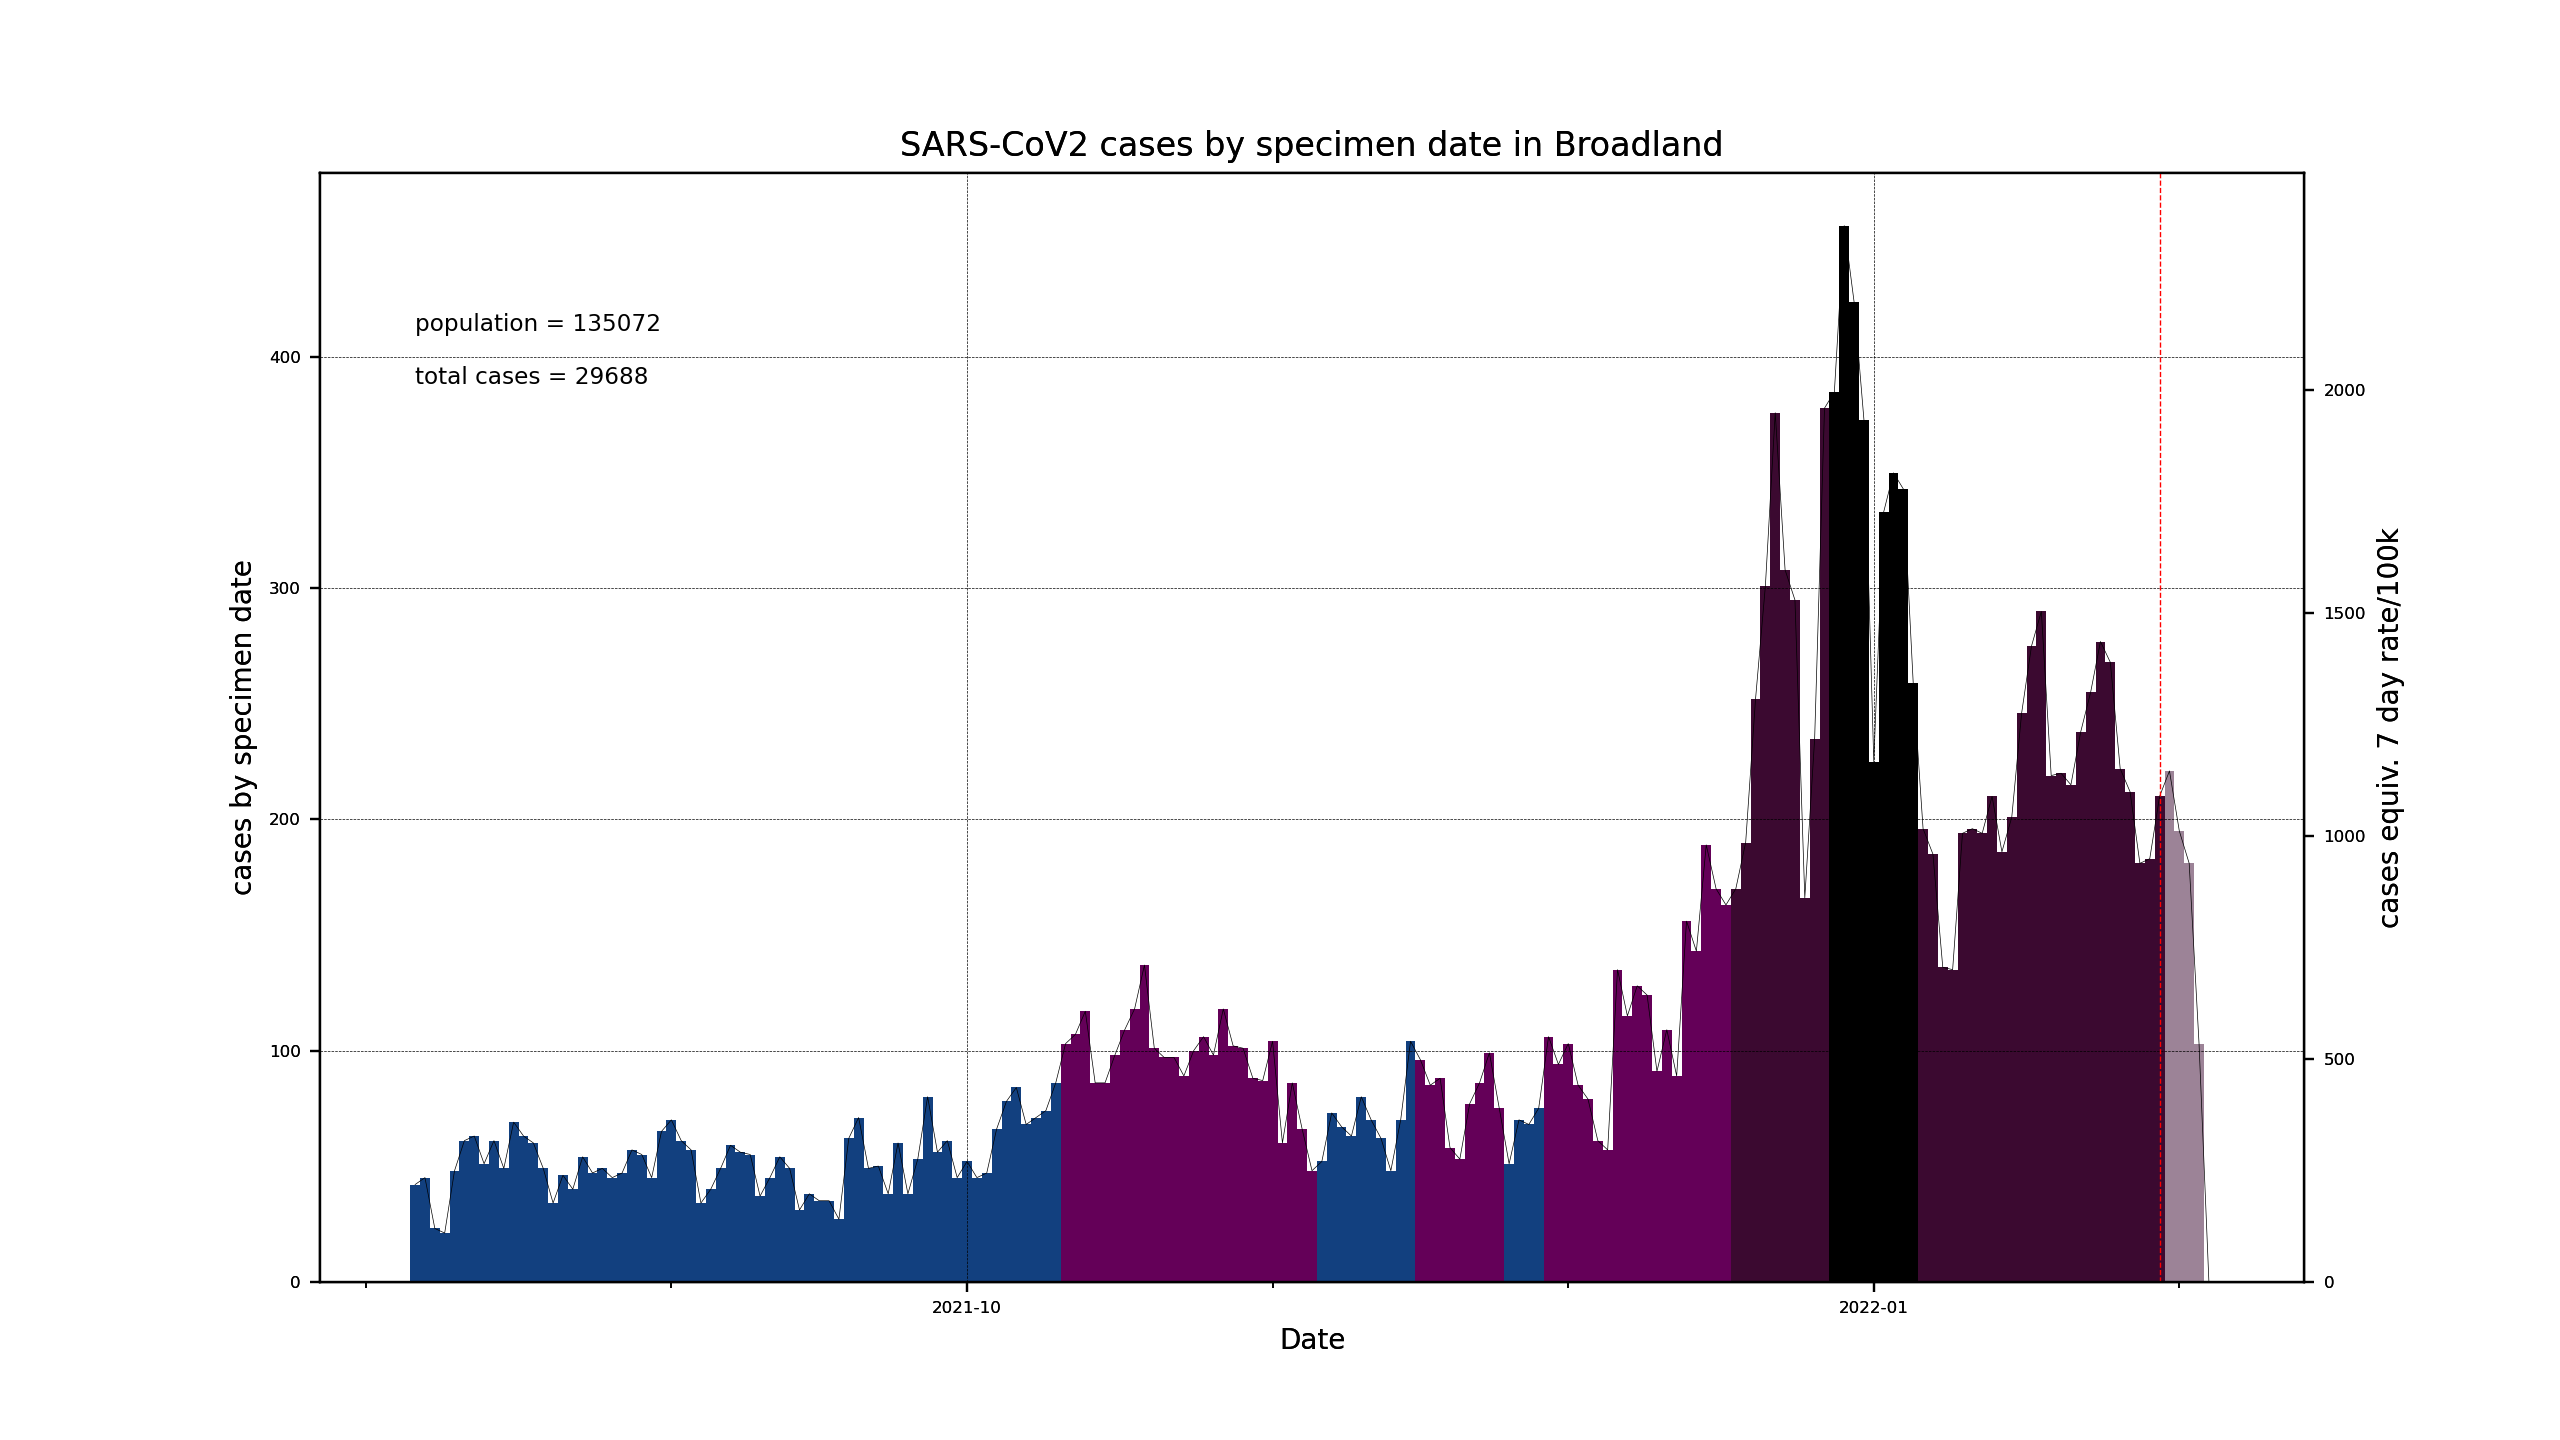 SARS-CoV2 cases by specimen date in Broadland
population = 135072
total cases = 29688
cases by specimen date
400
300
200
100
0
2000
1500
1000
500
0
cases equiv. 7 day rate/100k
2021-10
2022-01
Date